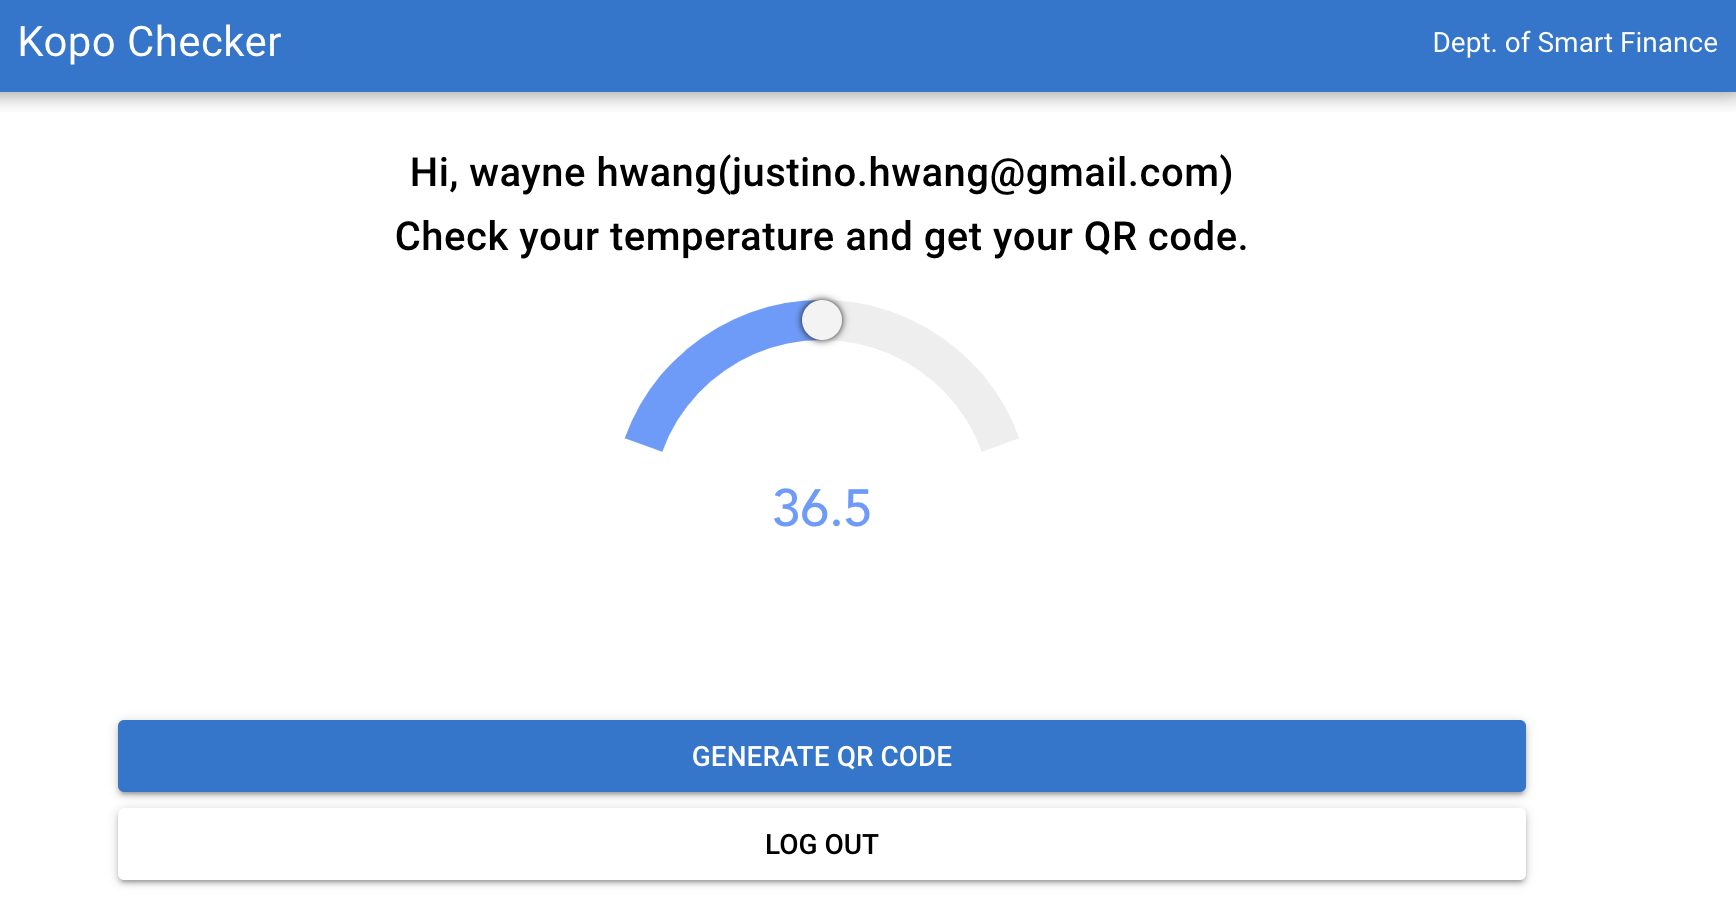 Kopo Checker
Dept. of Smart Finance
Hi, wayne hwang(justino.hwang@gmail.com)
Check your temperature and get your QR code.
36.5
GENERATE QR CODE
LOG OUT